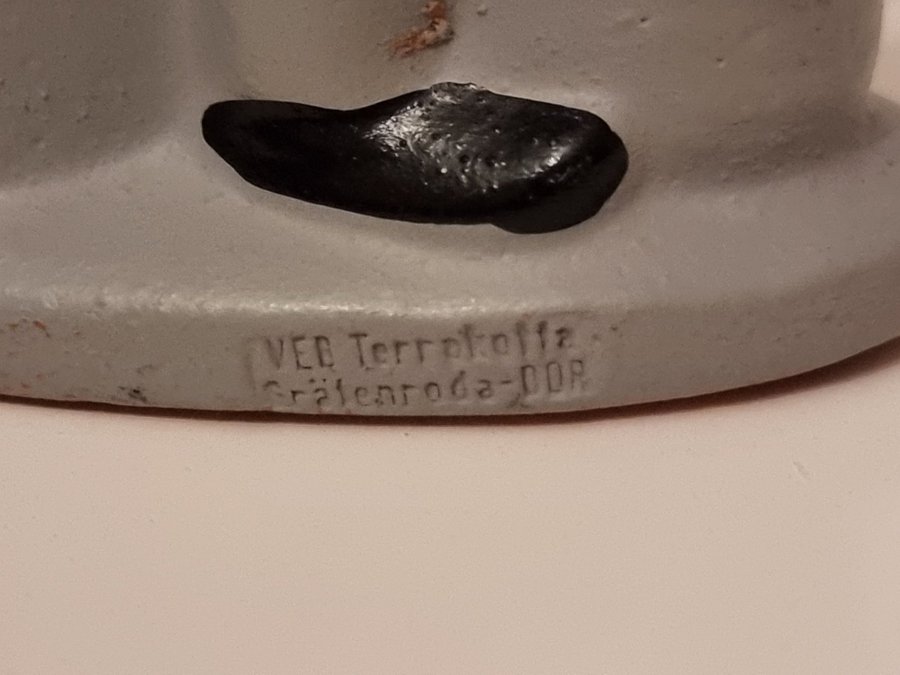 VEB Terrakotta
Gräfenroda-DDR